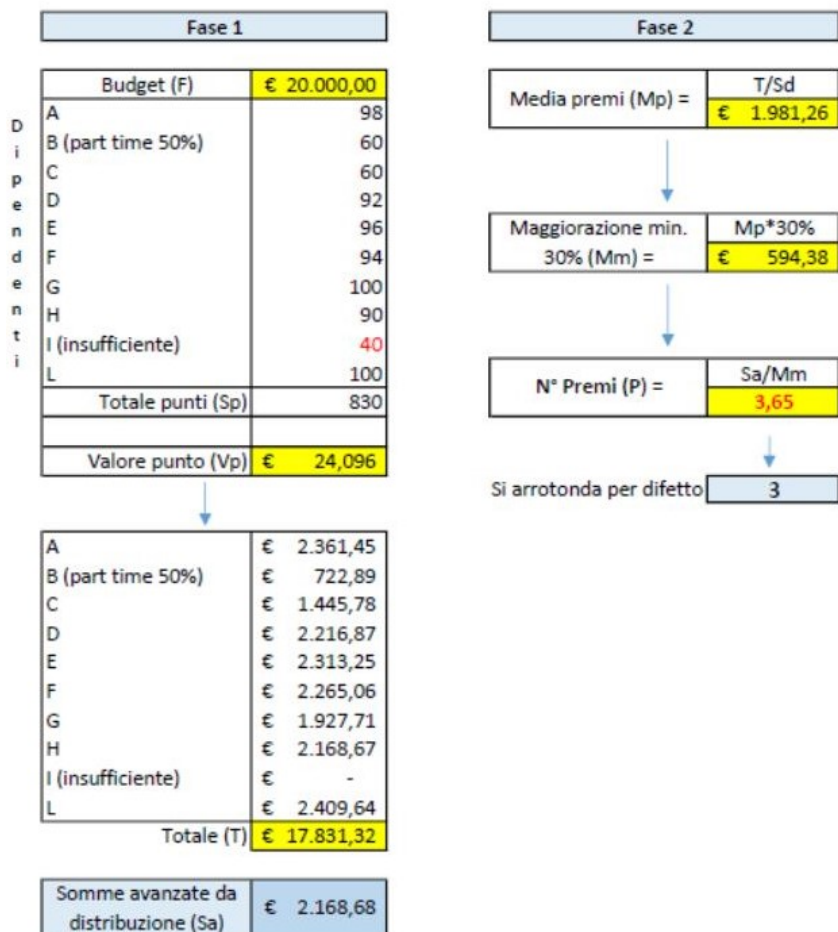 Fase 1
Budget (F) € 20.000,00
Dipendenti
A 98
B (part time 50%) 60
C 60
D 92
E 96
F 94
G 100
H 90
I (insufficiente) 40
L 100
Totale punti (Sp) 830
Valore punto (Vp) € 24,096
A € 2.361,45
B (part time 50%) € 722,89
C € 1.445,78
D € 2.216,87
E € 2.313,25
F € 2.265,06
G € 1.927,71
H € 2.168,67
I (insufficiente) € -
L € 2.409,64
Totale (T) € 17.831,32
Somme avanzate da
distribuzione (Sa) € 2.168,68
Fase 2
Media premi (Mp) = T/Sd
€ 1.981,26
Maggiorazione min. Mp*30%
30% (Mm) = € 594,38
N° Premi (P) = Sa/Mm
3,65
Si arrotonda per difetto 3